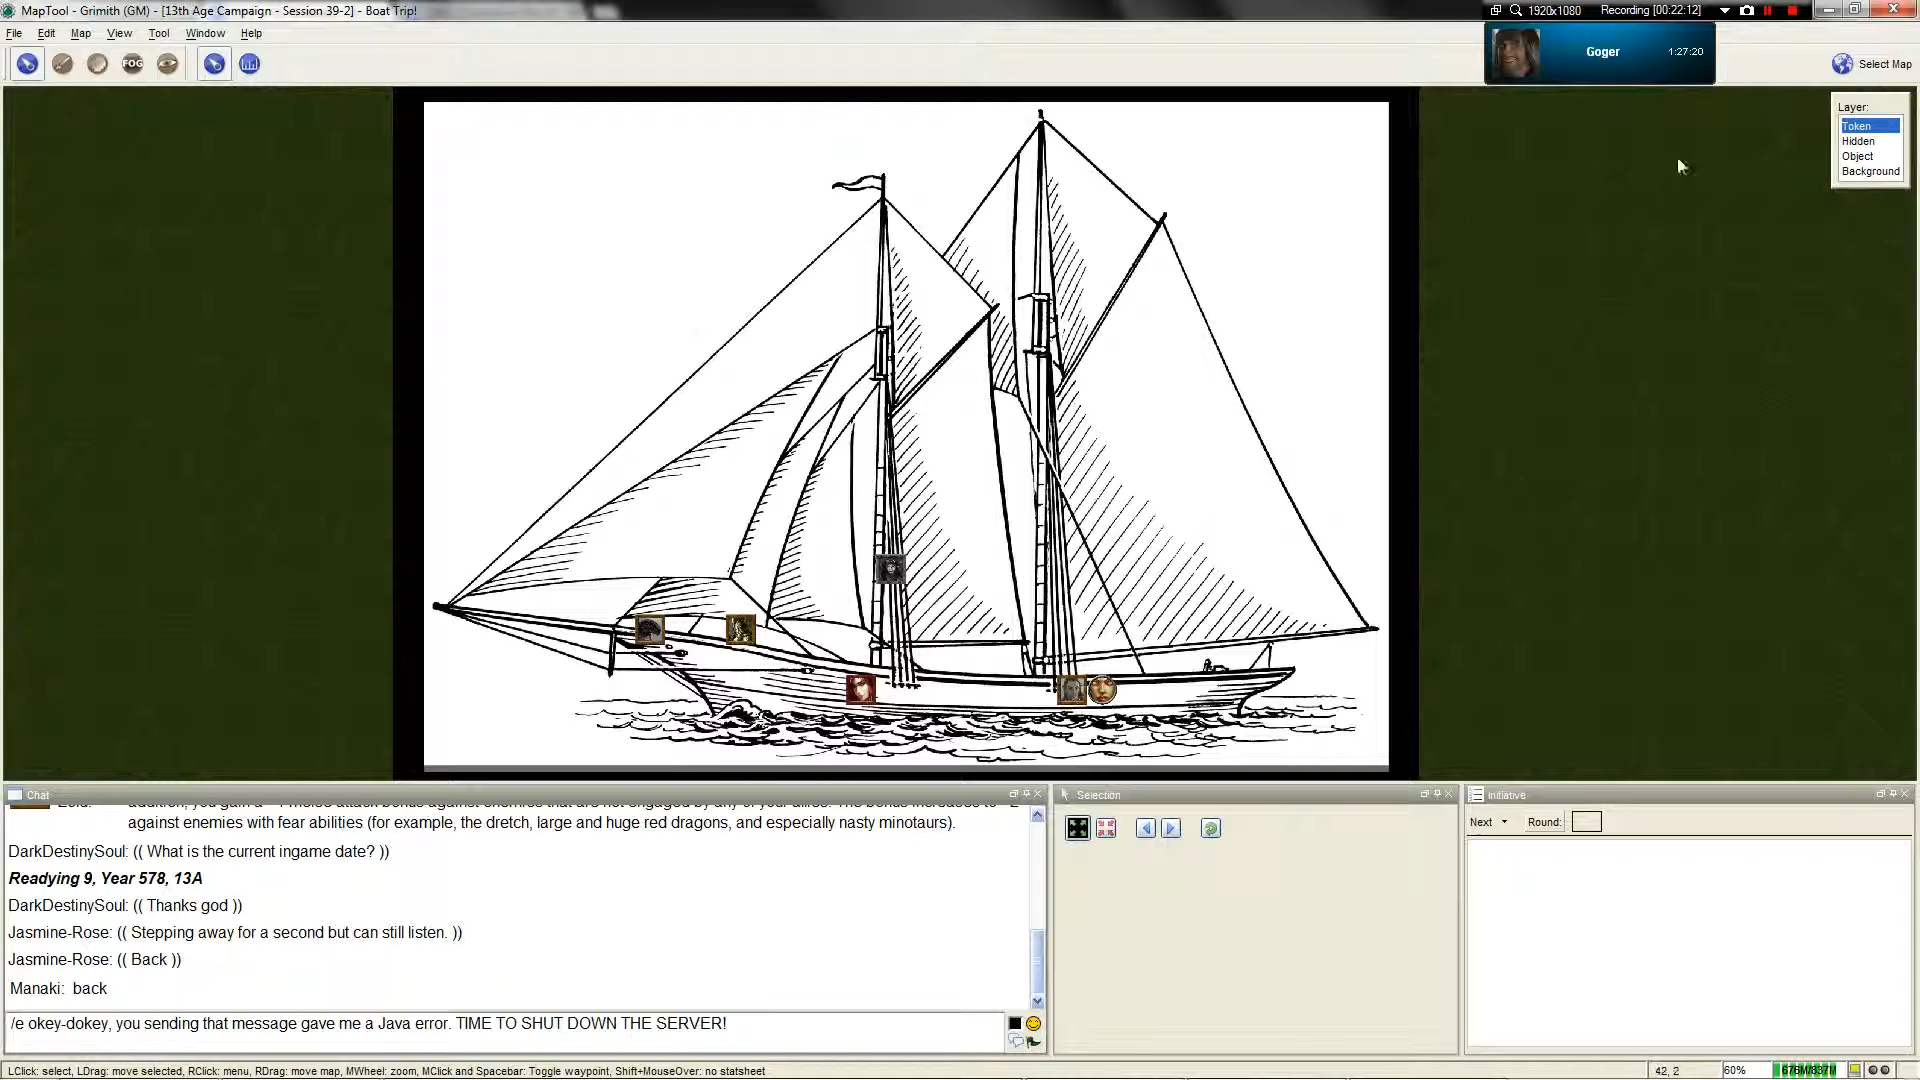 MapTool - Grimith (GM) - [13th Age Campaign - Session 39-2] - Boat Trip!
1920x1080
Recording [00:22:12]
File Edit Map View Tool Window Help
FOG
Goger 1:27:20
Select Map
Layer:
Token
Hidden
Object
Background
Chat
against enemies with fear abilities (for example, the dretch, large and huge red dragons, and especially nasty minotaurs).
DarkDestinySoul: (( What is the current ingame date? ))
Readying 9, Year 578, 13A
DarkDestinySoul: (( Thanks god ))
Jasmine-Rose: (( Stepping away for a second but can still listen. ))
Jasmine-Rose: (( Back ))
Manaki: back
/e okey-dokey, you sending that message gave me a Java error. TIME TO SHUT DOWN THE SERVER!
Selection
Initiative
Next
Round:
LClick: select, LDrag: move selected, RClick: menu, RDrag: move map, MWheel: zoom, MClick and Spacebar: Toggle waypoint, Shift+MouseOver: no statsheet
42, 2
60%
676M/837M